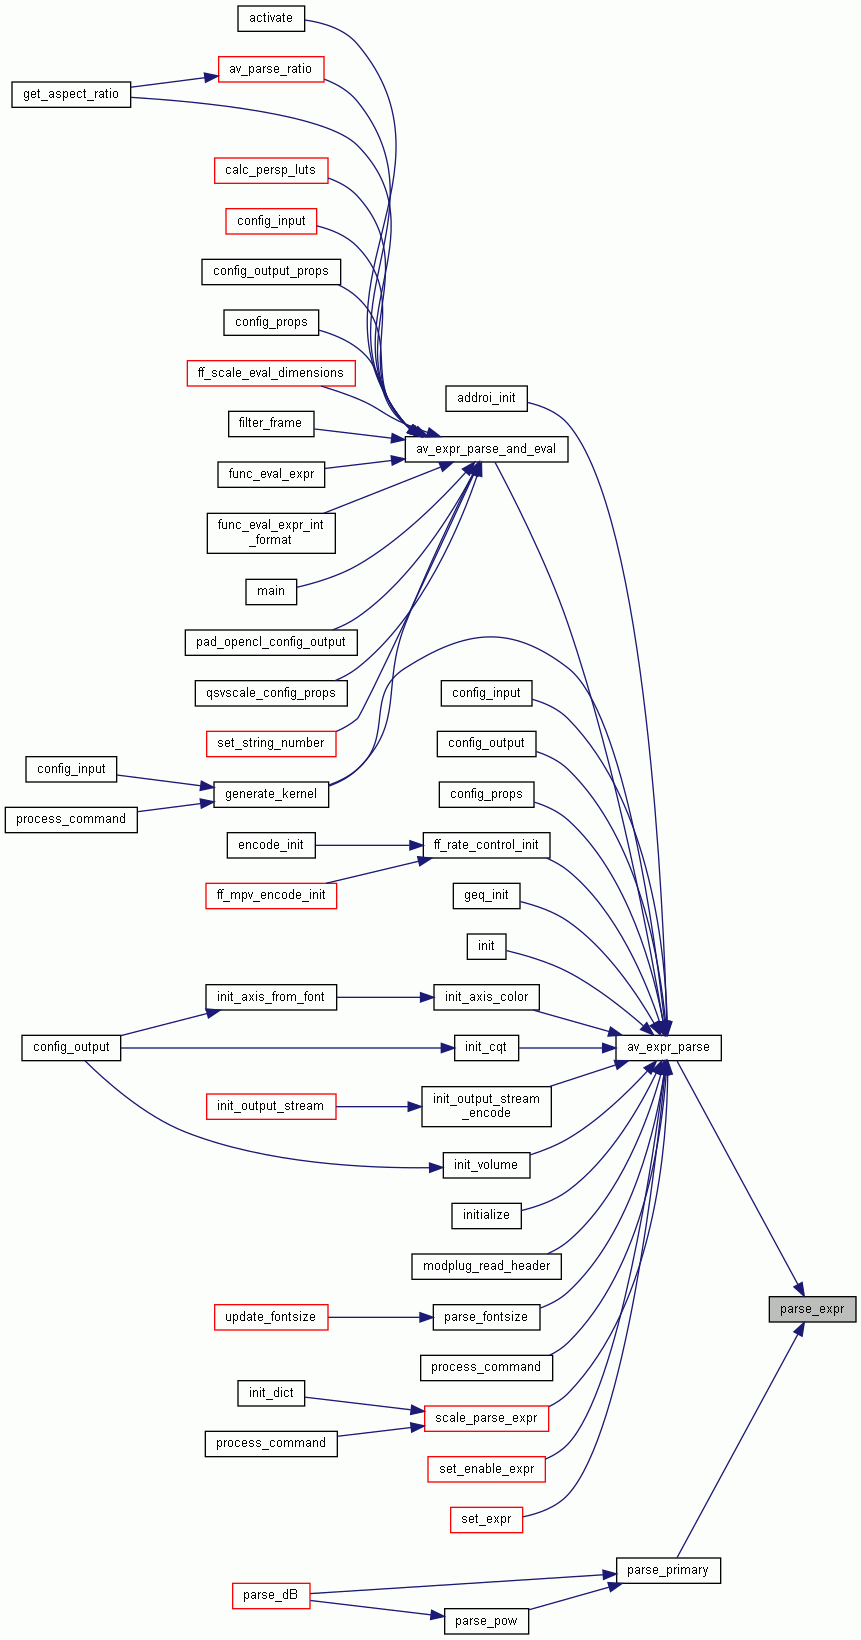 activate
av_parse_ratio
get_aspect_ratio
calc_persp_luts
config_input
config_output_props
config_props
ff_scale_eval_dimensions
addroi_init
filter_frame
av_expr_parse_and_eval
func_eval_expr
func_eval_expr_int
_format
main
pad_opencl_config_output
qsvscale_config_props
config_input
set_string_number
config_output
config_input
generate_kernel
config_props
process_command
encode_init
ff_rate_control_init
ff_mpv_encode_init
geq_init
init
init_axis_from_font
init_axis_color
config_output
init_cqt
av_expr_parse
init_output_stream
init_output_stream
_encode
init_volume
initialize
modplug_read_header
parse_expr
update_fontsize
parse_fontsize
process_command
init_dict
scale_parse_expr
process_command
set_enable_expr
set_expr
parse_primary
parse_dB
parse_pow